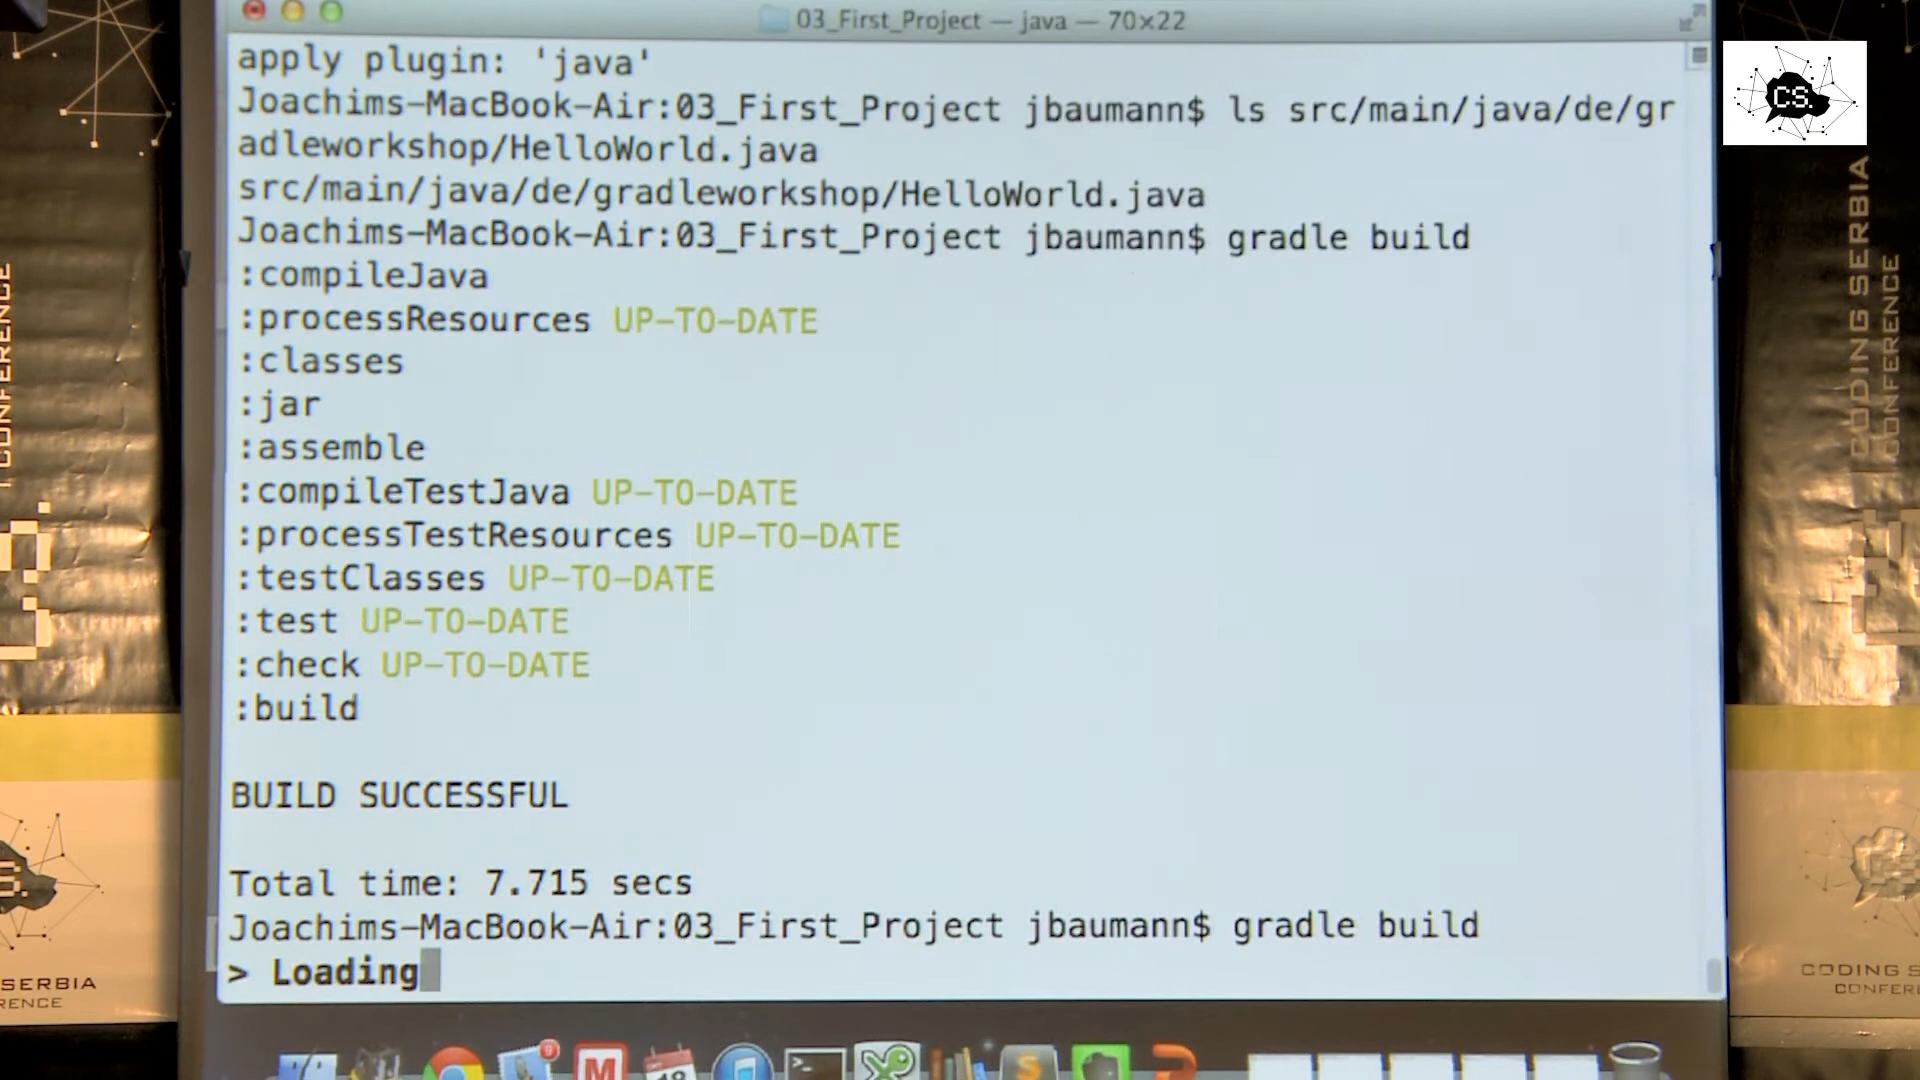 03_First_Project — java — 70×22
apply plugin: 'java'
Joachims-MacBook-Air:03_First_Project jbaumann$ ls src/main/java/de/gr
adleworkshop/HelloWorld.java
src/main/java/de/gradleworkshop/HelloWorld.java
Joachims-MacBook-Air:03_First_Project jbaumann$ gradle build
:compileJava
:processResources UP-TO-DATE
:classes
:jar
:assemble
:compileTestJava UP-TO-DATE
:processTestResources UP-TO-DATE
:testClasses UP-TO-DATE
:test UP-TO-DATE
:check UP-TO-DATE
:build
BUILD SUCCESSFUL
Total time: 7.715 secs
Joachims-MacBook-Air:03_First_Project jbaumann$ gradle build
> Loading
CS.
CODING SERBIA
CONFERENCE
CONFERENCE
SERBIA
RENCE
CODING S
CONFER